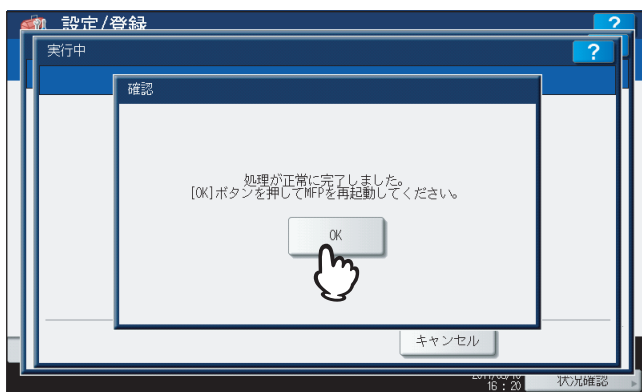 設定/登録
?
実行中
?
確認
処理が正常に完了しました。
[OK]ボタンを押してMFPを再起動してください。
OK
キャンセル
16 : 20
状況確認